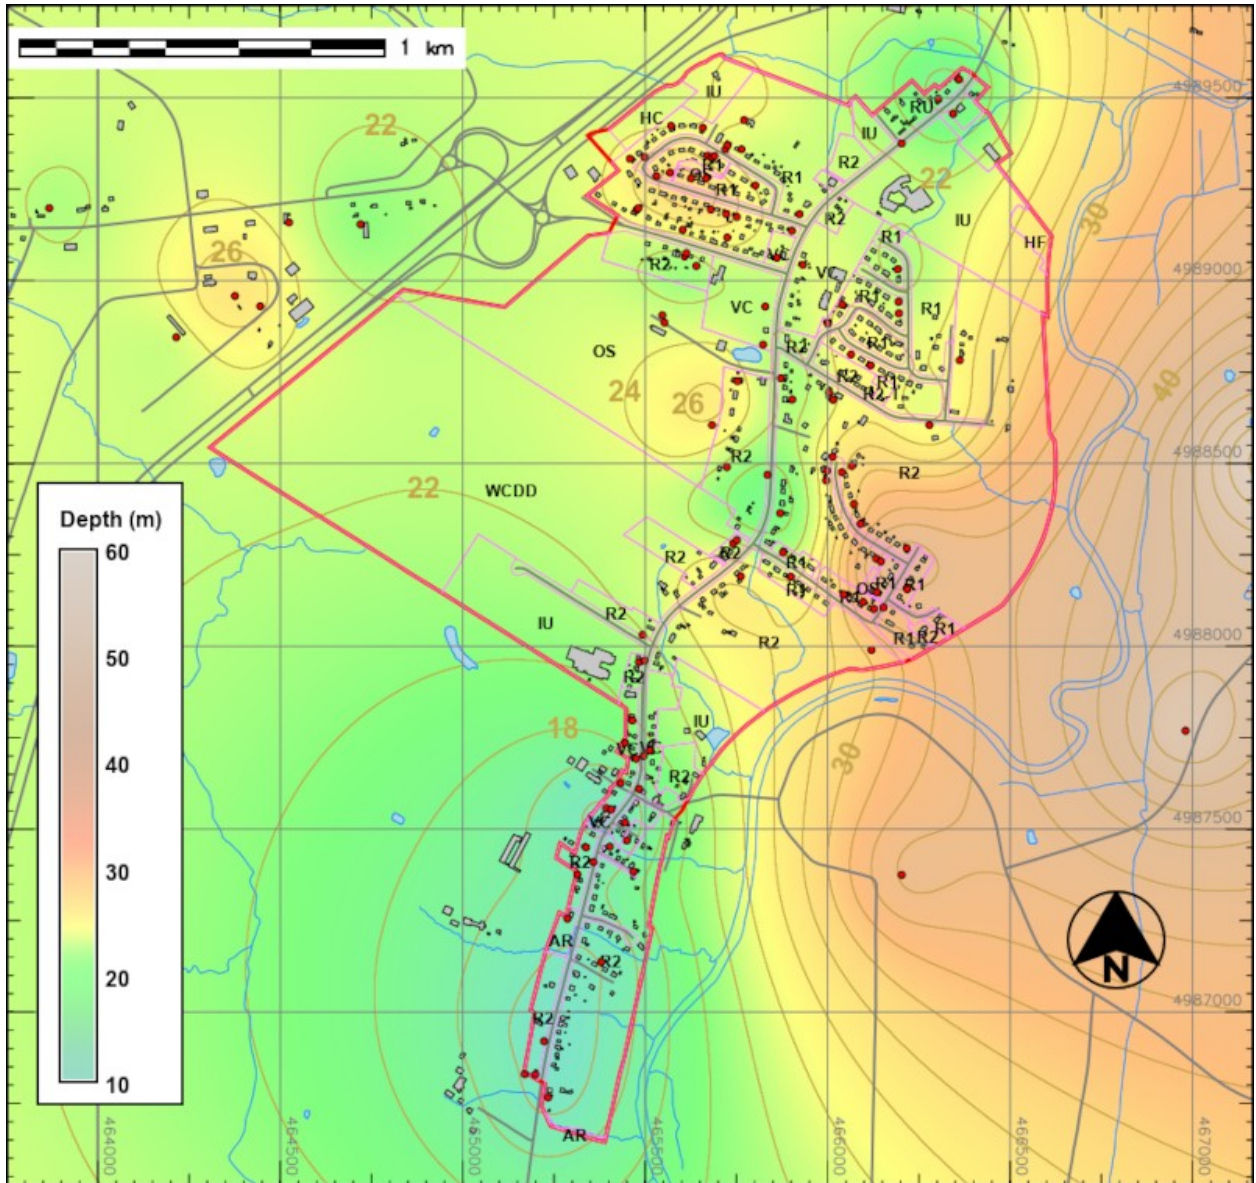 1 km
IU
4989500
HC
RU
22
IU
R2
R1
R1
R1
22
R2
IU
30
R1
HF
R2
VC
4989000
26
R1
R1
VC
OS
R2
R1
24
26
R2
R1
R2
40
R2
R2
4988500
22
WCDD
Depth (m)
60
R2
R2
R1
R1
OS
R1
R1
50
R2
IU
R1
R1
R2
R2
4988000
R2
18
IU
30
40
R2
VC
4987500
30
R2
AR
R2
20
R2
4987000
N
10
AR
464000
464500
465000
465500
466000
466500
467000